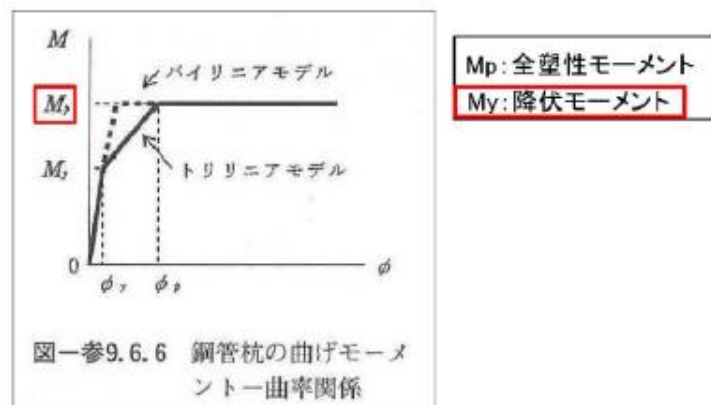 M
バイリニアモデル
Mp
My
トリリニアモデル
0
φy
φp
φ
図一参9.6.6 鋼管杭の曲げモーメ
ントー曲率関係
Mp:全塑性モーメント
My:降伏モーメント